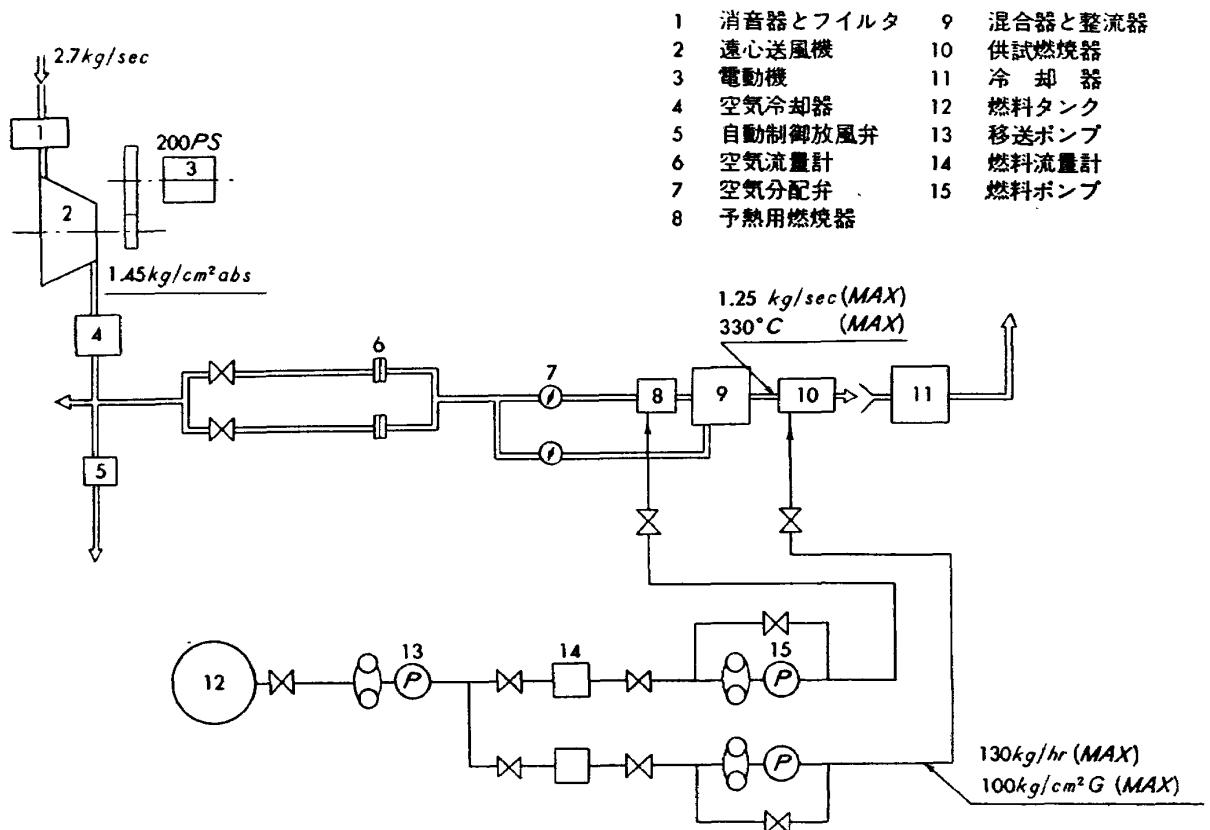 1 消音器とフイルタ
2 遠心送風機
3 電動機
4 空気冷却器
5 自動制御放風弁
6 空気流量計
7 空気分配弁
8 予熱用燃焼器
9 混合器と整流器
10 供試燃焼器
11 冷却器
12 燃料タンク
13 移送ポンプ
14 燃料流量計
15 燃料ポンプ
2.7kg/sec
1
200PS
3
2
1.45kg/cm²abs
4
5
6
7
1.25 kg/sec (MAX)
330°C (MAX)
8
9
10
11
12
13
P
14
15
P
P
130kg/hr (MAX)
100kg/cm²G (MAX)